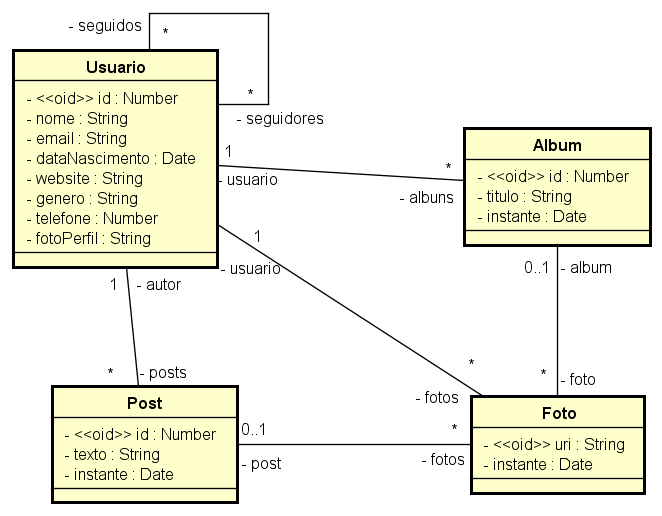 - seguidos
*
Usuario
- <<oid>> id : Number
- nome : String
- email : String
- dataNascimento : Date
- website : String
- genero : String
- telefone : Number
- fotoPerfil : String
*
- seguidores
1
- usuario
*
- albuns
Album
- <<oid>> id : Number
- titulo : String
- instante : Date
1
- usuario
*
- fotos
0..1
- album
*
- foto
1
- autor
*
- posts
Post
- <<oid>> id : Number
- texto : String
- instante : Date
0..1
- post
*
- fotos
Foto
- <<oid>> uri : String
- instante : Date